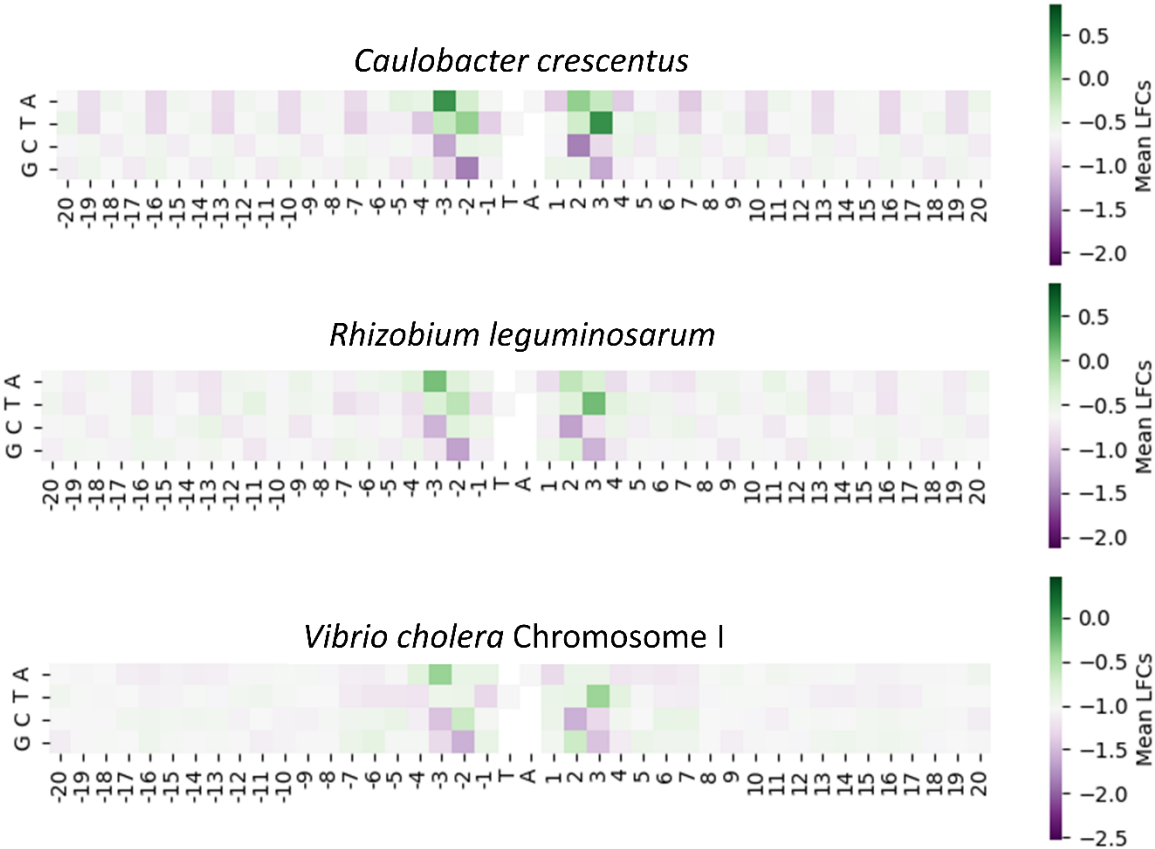 Caulobacter crescentus
G C T A
-20 -19 -18 -17 -16 -15 -14 -13 -12 -11 -10 -9 -8 -7 -6 -5 -4 -3 -2 -1 T A 1 2 3 4 5 6 7 8 9 10 11 12 13 14 15 16 17 18 19 20
0.5
0.0
−0.5
−1.0
−1.5
−2.0
Mean LFCs
Rhizobium leguminosarum
G C T A
-20 -19 -18 -17 -16 -15 -14 -13 -12 -11 -10 -9 -8 -7 -6 -5 -4 -3 -2 -1 T A 1 2 3 4 5 6 7 8 9 10 11 12 13 14 15 16 17 18 19 20
0.5
0.0
−0.5
−1.0
−1.5
−2.0
Mean LFCs
Vibrio cholera Chromosome I
G C T A
-20 -19 -18 -17 -16 -15 -14 -13 -12 -11 -10 -9 -8 -7 -6 -5 -4 -3 -2 -1 T A 1 2 3 4 5 6 7 8 9 10 11 12 13 14 15 16 17 18 19 20
0.0
−0.5
−1.0
−1.5
−2.0
−2.5
Mean LFCs